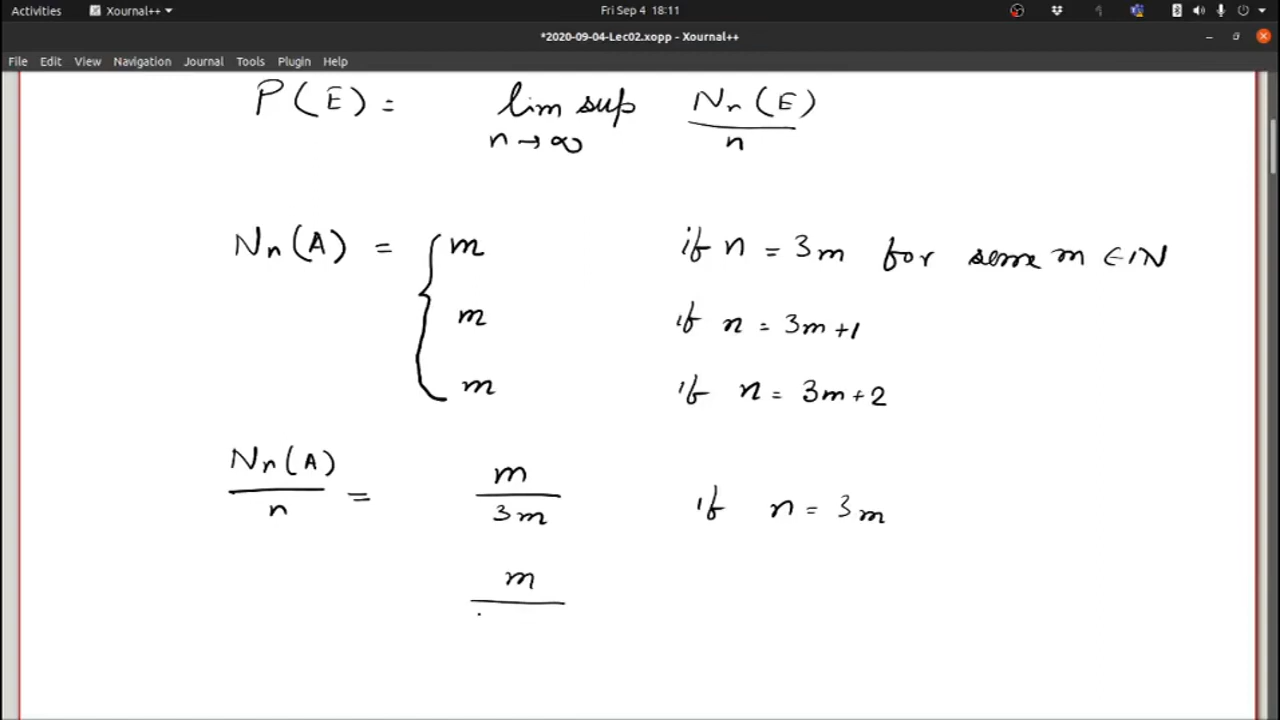 Activities Xournal++ Fri Sep 4 18:11
*2020-09-04-Lec02.xopp - Xournal++
File Edit View Navigation Journal Tools Plugin Help
P(E) = lim sup Nn(E)
n→∞ n
Nn(A) = { m if n = 3m for some m ∈ IN
m if n = 3m+1
m if n = 3m+2
Nn(A) m
n = 3m if n = 3m
m